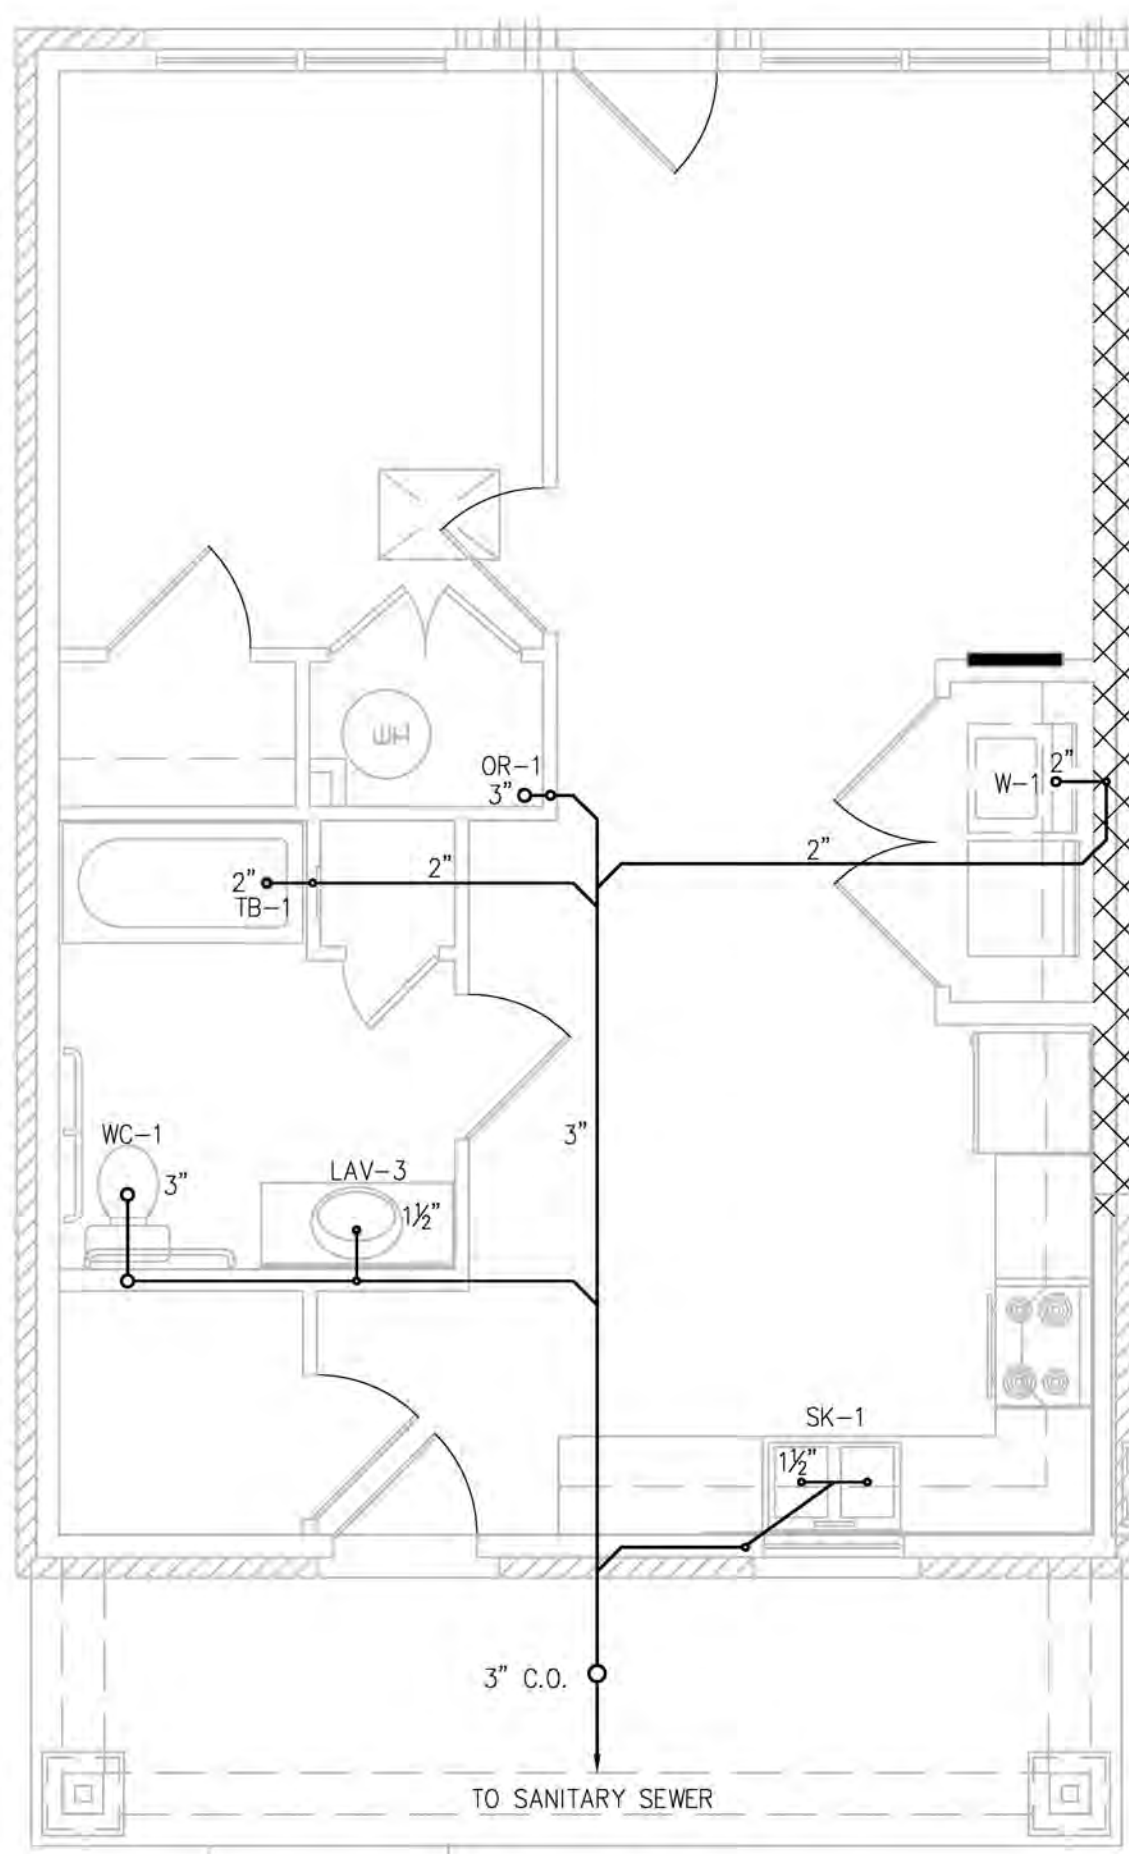 WH
OR-1
3"
2"
W-1
2"
2"
2"
TB-1
3"
WC-1
3"
LAV-3
1½"
SK-1
1½"
3" C.O.
TO SANITARY SEWER